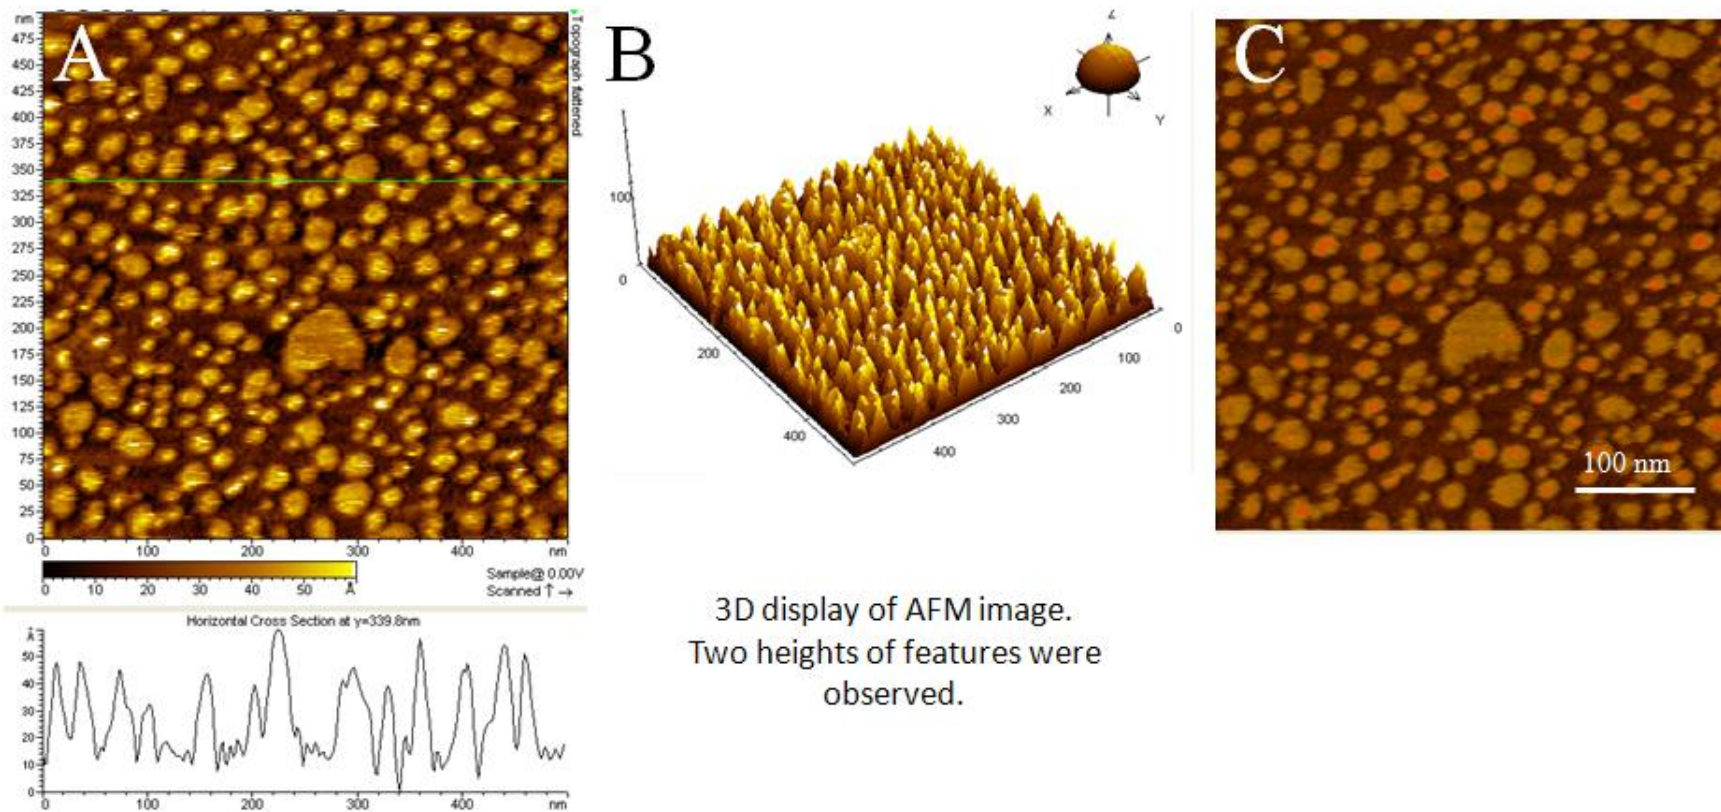 A
nm
475
450
425
400
375
350
325
300
275
250
225
200
175
150
125
100
75
50
25
0
0 100 200 300 400 nm
Topograph flattened
0 10 20 30 40 50 Å
Sample@ 0.00V
Scanned ↑ →
Horizontal Cross Section at y=339.8nm
Å
50
40
30
20
10
0
0 100 200 300 400 nm
B
Z
X
Y
100
0
200
400
400
300
200
100
0
3D display of AFM image.
Two heights of features were
observed.
C
100 nm